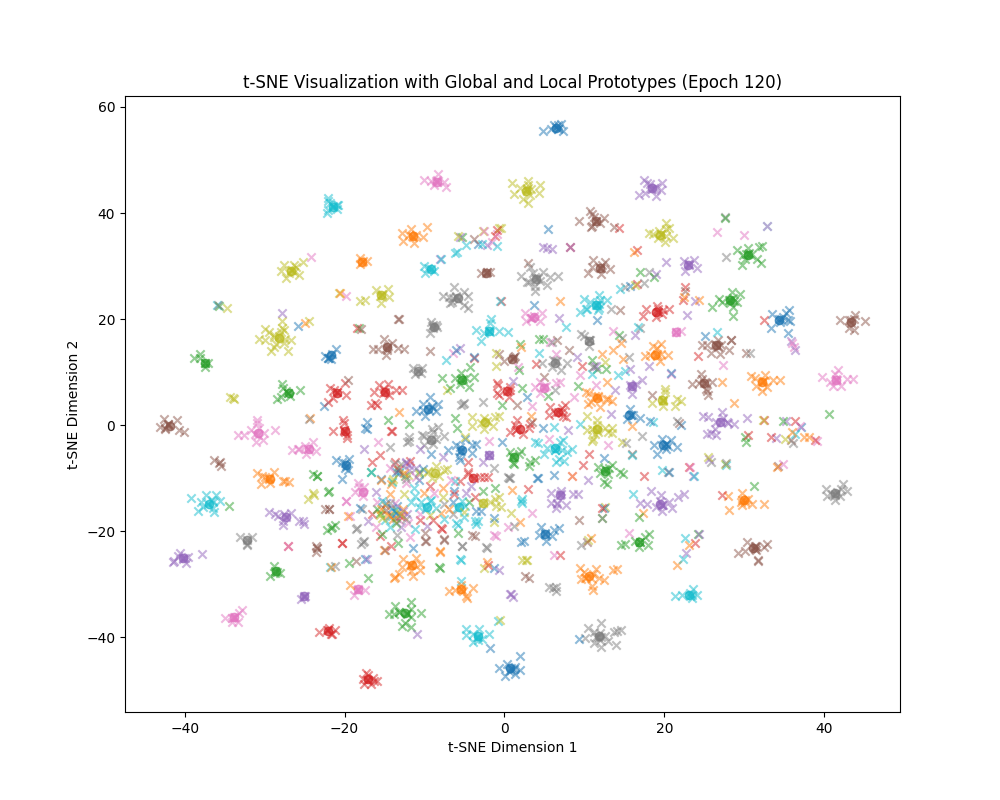 t-SNE Visualization with Global and Local Prototypes (Epoch 120)
60
40
20
0
−20
−40
t-SNE Dimension 2
−40 −20 0 20 40
t-SNE Dimension 1